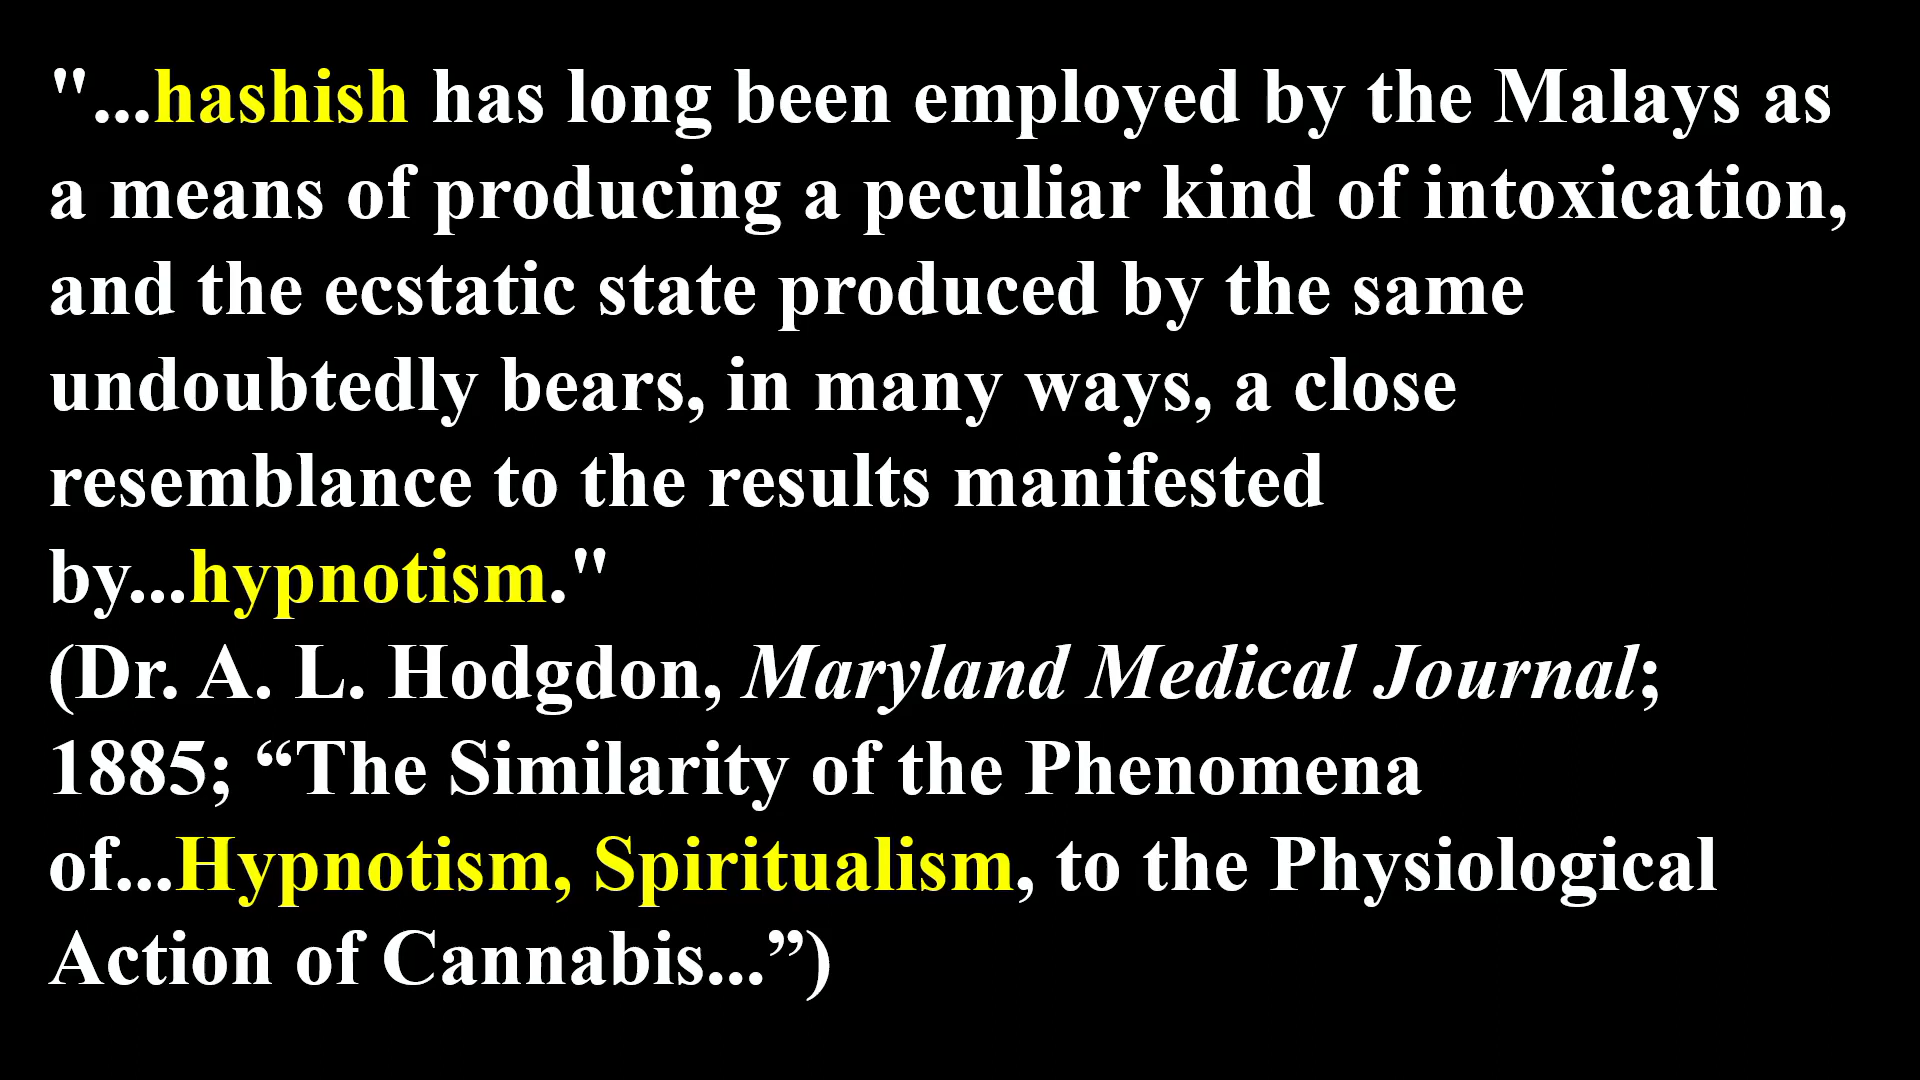 "...hashish has long been employed by the Malays as
a means of producing a peculiar kind of intoxication,
and the ecstatic state produced by the same
undoubtedly bears, in many ways, a close
resemblance to the results manifested
by...hypnotism."
(Dr. A. L. Hodgdon, Maryland Medical Journal;
1885; “The Similarity of the Phenomena
of...Hypnotism, Spiritualism, to the Physiological
Action of Cannabis...”)